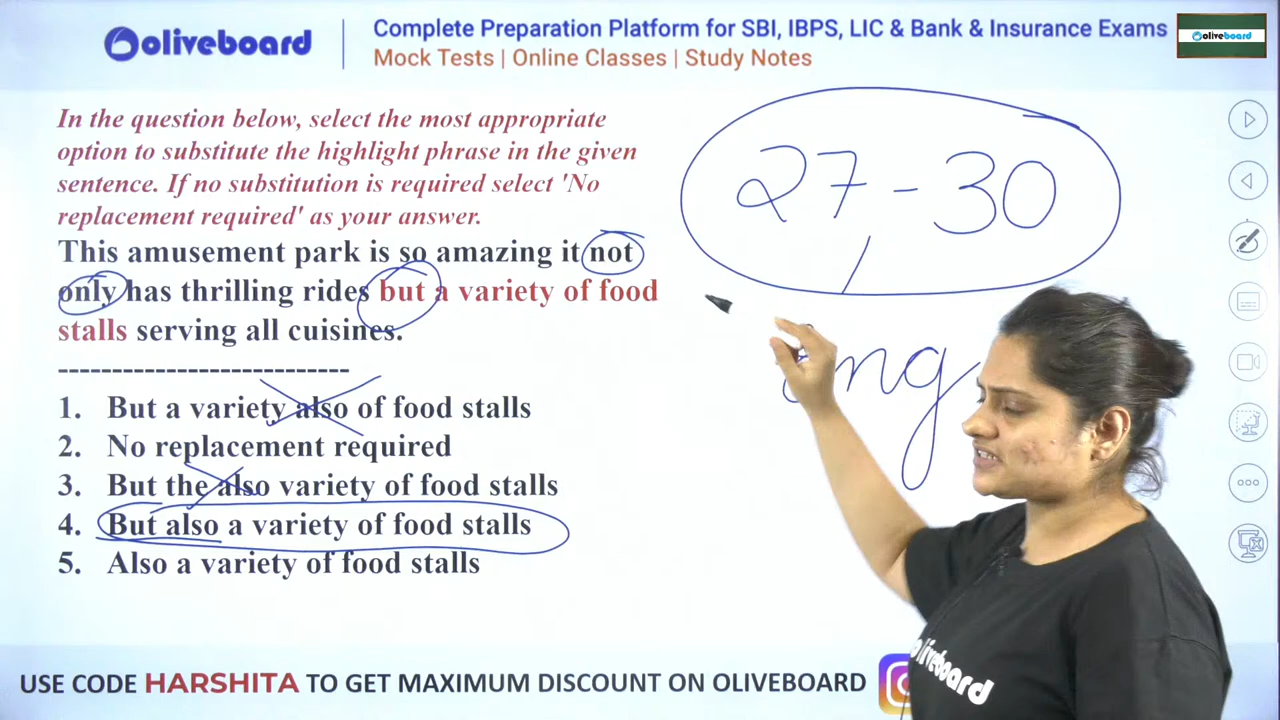 oliveboard
Complete Preparation Platform for SBI, IBPS, LIC & Bank & Insurance Exams
Mock Tests | Online Classes | Study Notes
oliveboard
In the question below, select the most appropriate
option to substitute the highlight phrase in the given
sentence. If no substitution is required select 'No
replacement required' as your answer.
This amusement park is so amazing it not
only has thrilling rides but a variety of food
stalls serving all cuisines.
---------------------------
1. But a variety also of food stalls
2. No replacement required
3. But the also variety of food stalls
4. But also a variety of food stalls
5. Also a variety of food stalls
27-30
eng
oliveboard
USE CODE HARSHITA TO GET MAXIMUM DISCOUNT ON OLIVEBOARD